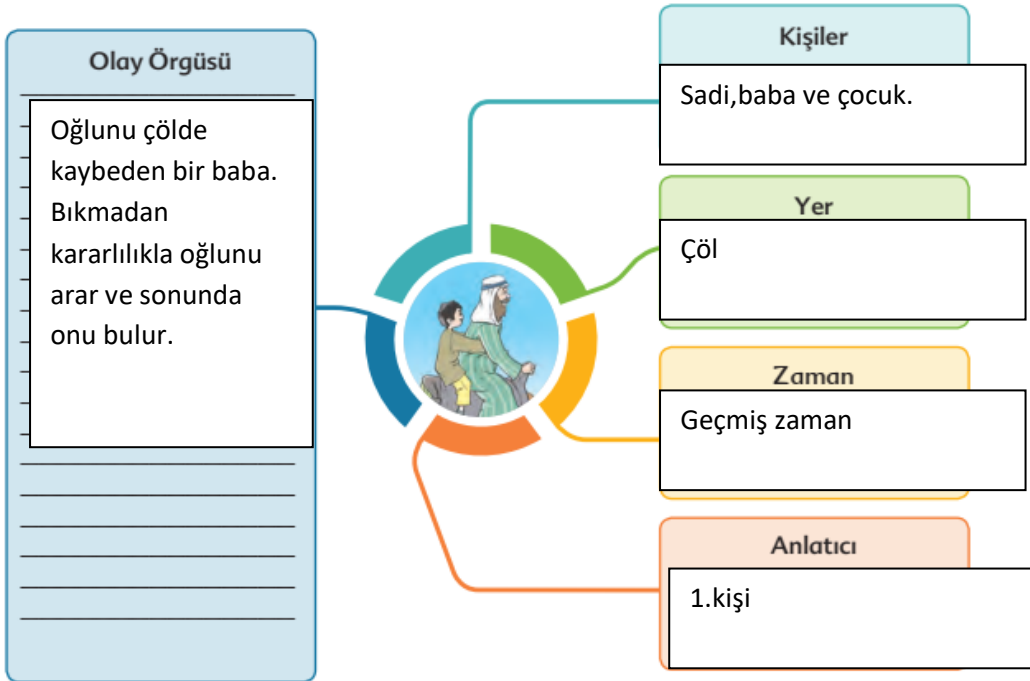 Olay Örgüsü
Oğlunu çölde
kaybeden bir baba.
Bıkmadan
kararlılıkla oğlunu
arar ve sonunda
onu bulur.
Kişiler
Sadi,baba ve çocuk.
Yer
Çöl
Zaman
Geçmiş zaman
Anlatıcı
1.kişi